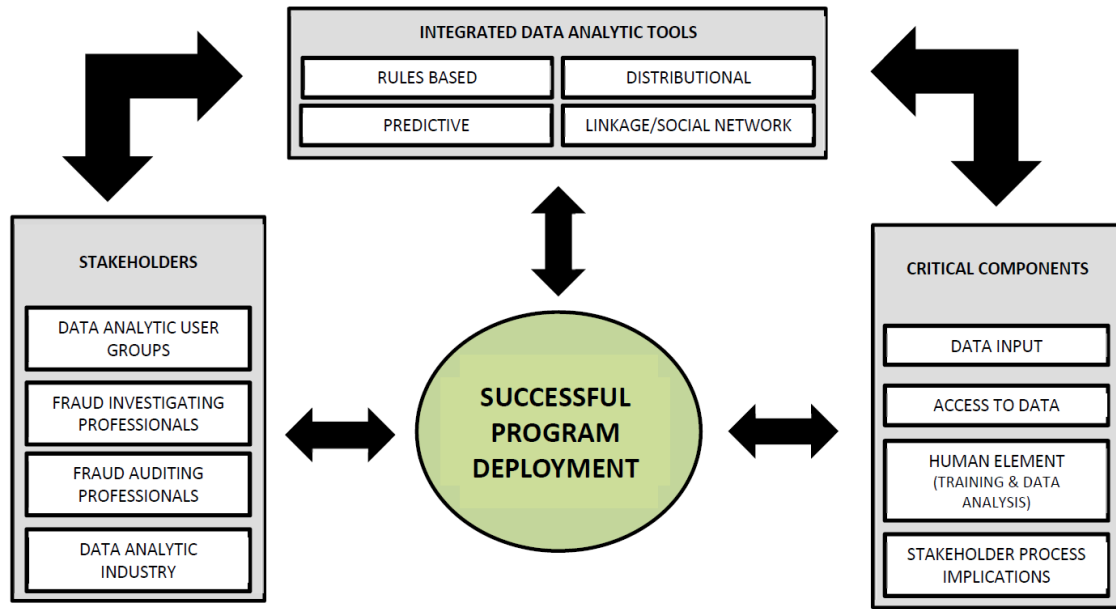 INTEGRATED DATA ANALYTIC TOOLS
RULES BASED
DISTRIBUTIONAL
PREDICTIVE
LINKAGE/SOCIAL NETWORK
STAKEHOLDERS
DATA ANALYTIC USER
GROUPS
FRAUD INVESTIGATING
PROFESSIONALS
FRAUD AUDITING
PROFESSIONALS
DATA ANALYTIC
INDUSTRY
SUCCESSFUL
PROGRAM
DEPLOYMENT
CRITICAL COMPONENTS
DATA INPUT
ACCESS TO DATA
HUMAN ELEMENT
(TRAINING & DATA
ANALYSIS)
STAKEHOLDER PROCESS
IMPLICATIONS